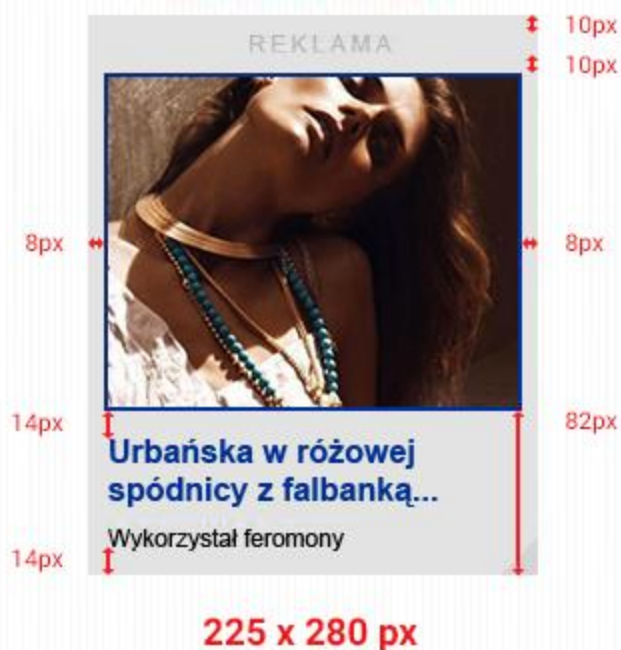 10px
REKLAMA
10px
8px
8px
14px
82px
Urbańska w różowej
spódnicy z falbanką...
Wykorzystał feromony
14px
225 x 280 px